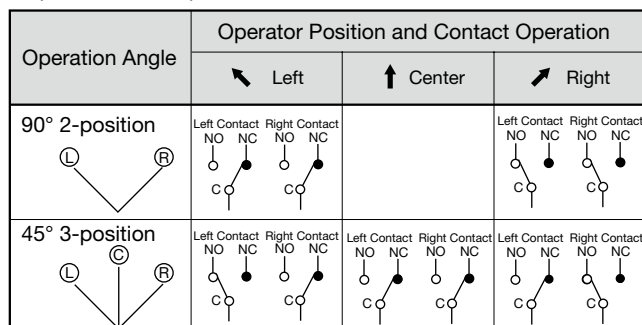 Operation Angle
Operator Position and Contact Operation
Left
Center
Right
90° 2-position
L R
Left Contact Right Contact
NO NC NO NC
C C
Left Contact Right Contact
NO NC NO NC
C C
45° 3-position
C
L R
Left Contact Right Contact
NO NC NO NC
C C
Left Contact Right Contact
NO NC NO NC
C C
Left Contact Right Contact
NO NC NO NC
C C